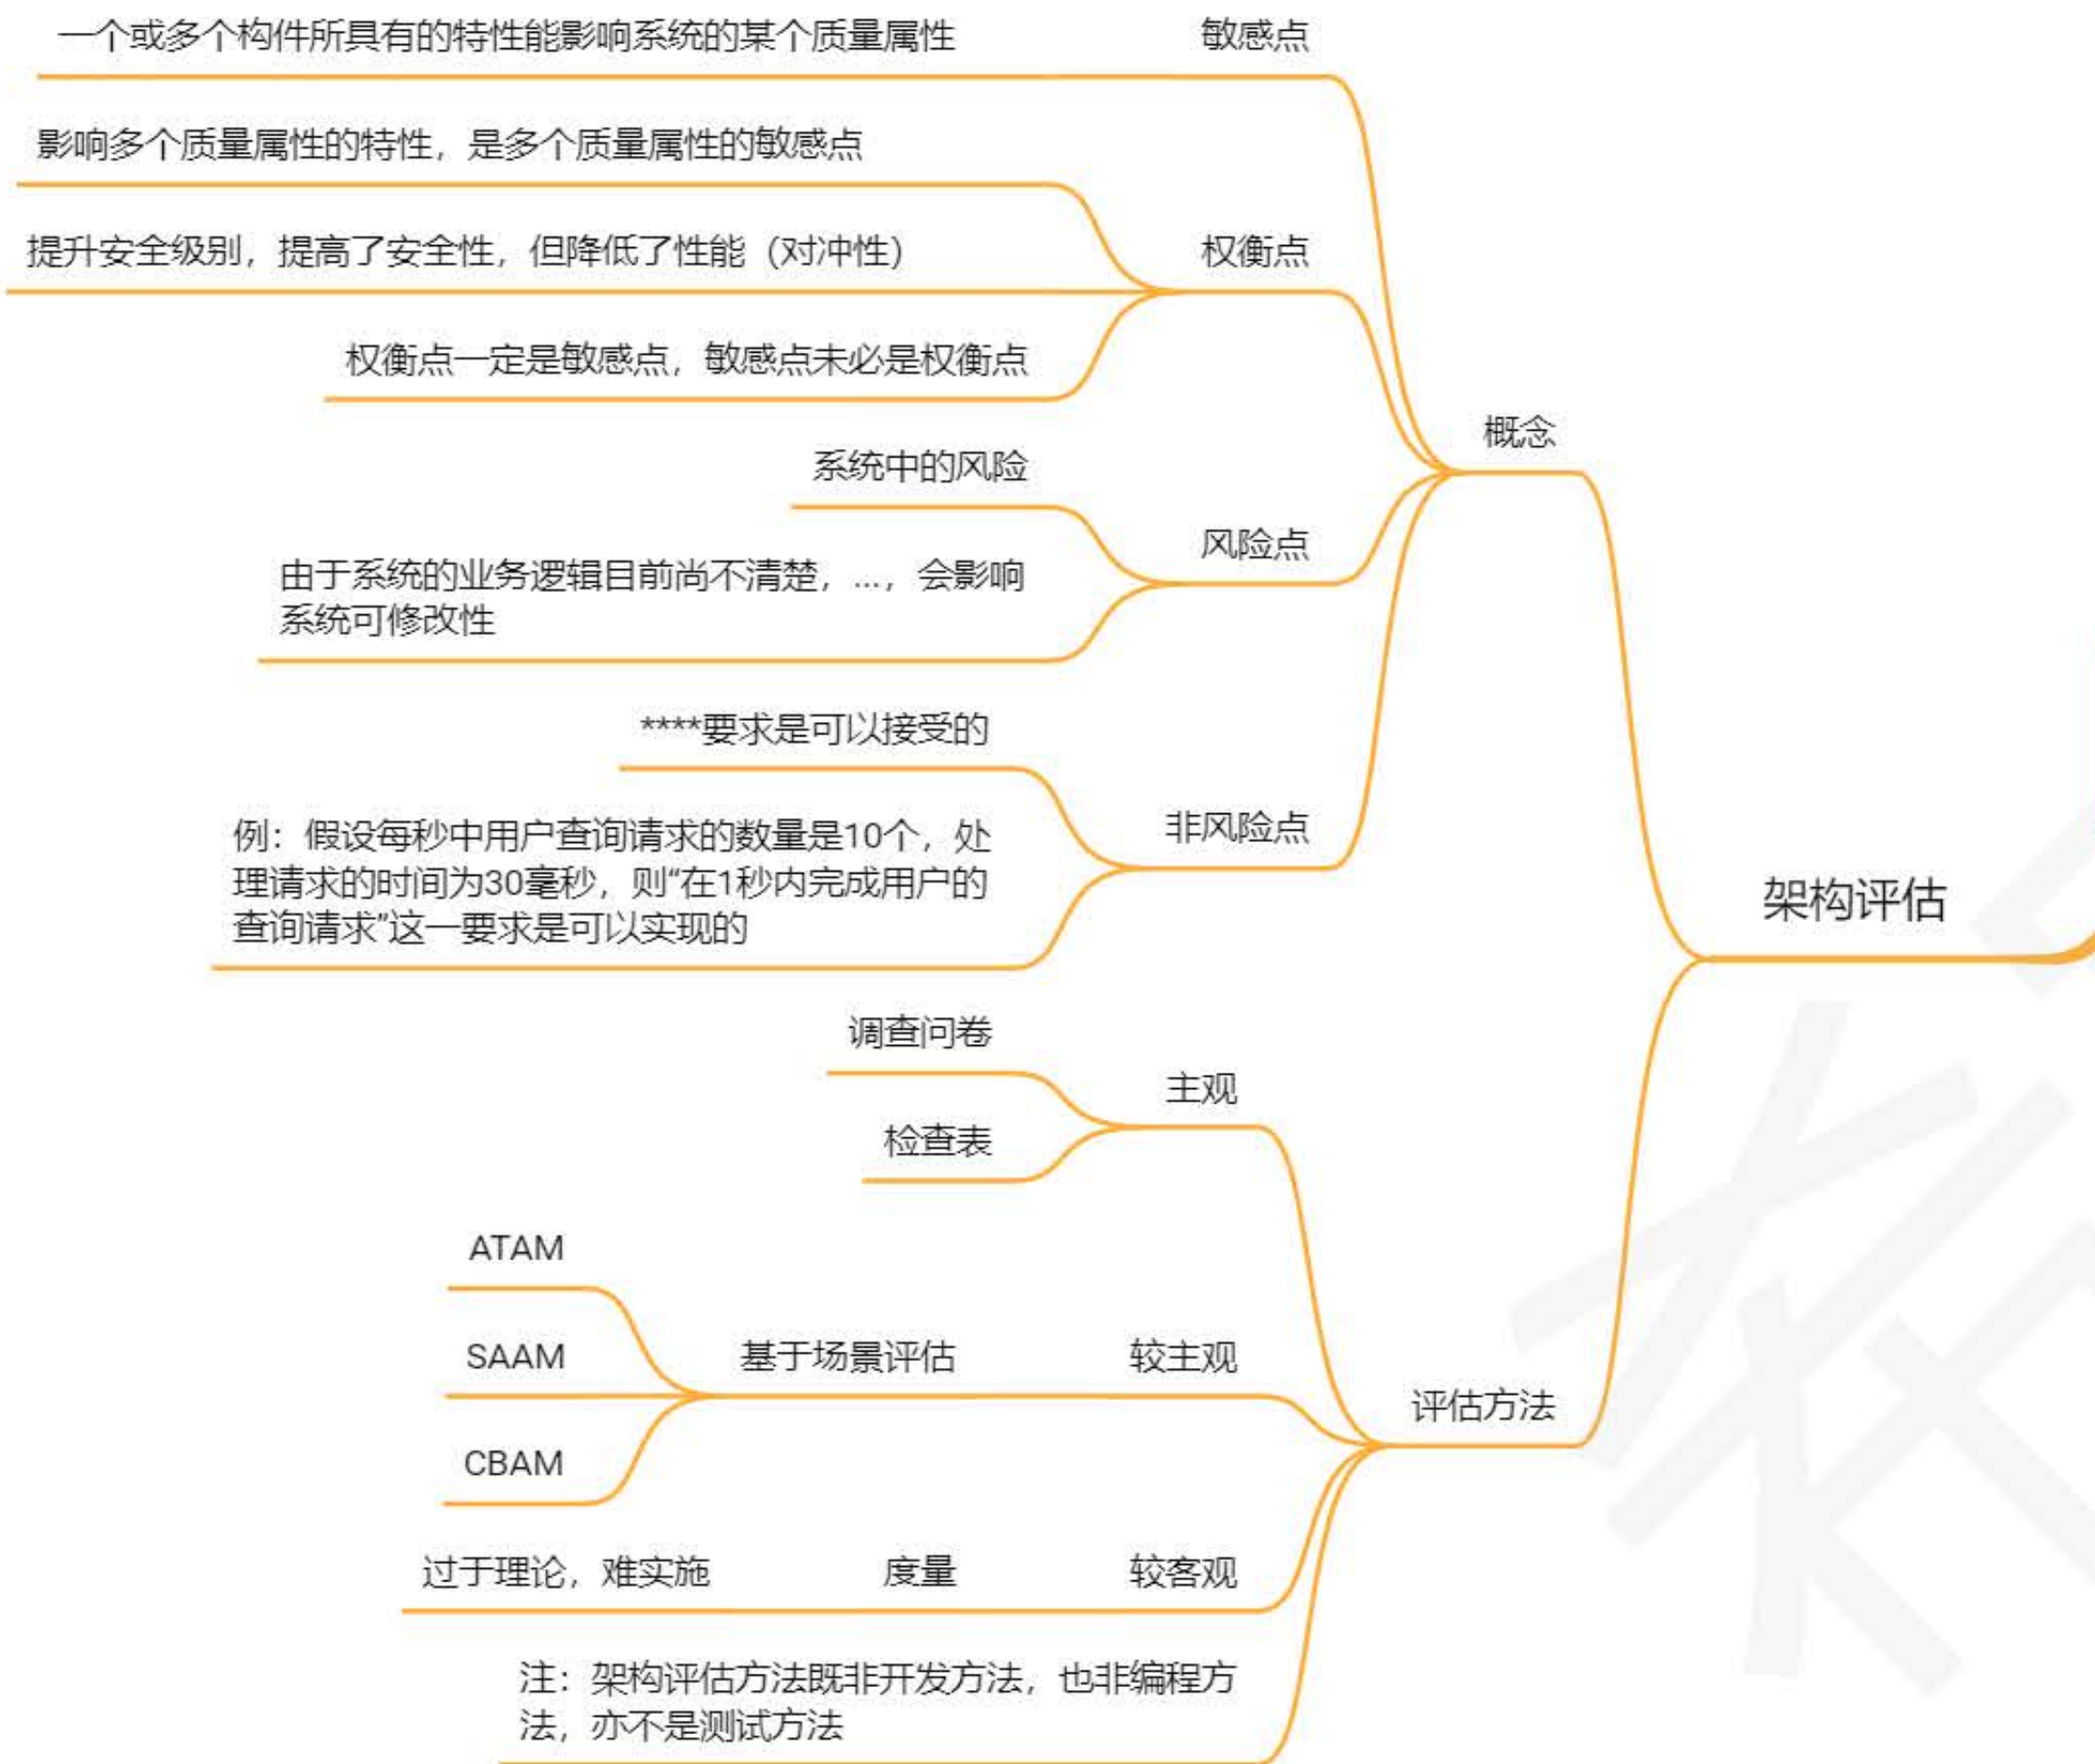 一个或多个构件所具有的特性能影响系统的某个质量属性
敏感点
影响多个质量属性的特性，是多个质量属性的敏感点
提升安全级别，提高了安全性，但降低了性能（对冲性）
权衡点
权衡点一定是敏感点，敏感点未必是权衡点
概念
系统中的风险
风险点
由于系统的业务逻辑目前尚不清楚，...，会影响
系统可修改性
****要求是可以接受的
非风险点
例：假设每秒中用户查询请求的数量是10个，处
理请求的时间为30毫秒，则“在1秒内完成用户的
查询请求”这一要求是可以实现的
架构评估
调查问卷
主观
检查表
ATAM
SAAM
基于场景评估
较主观
评估方法
CBAM
过于理论，难实施
度量
较客观
注：架构评估方法既非开发方法，也非编程方
法，亦不是测试方法